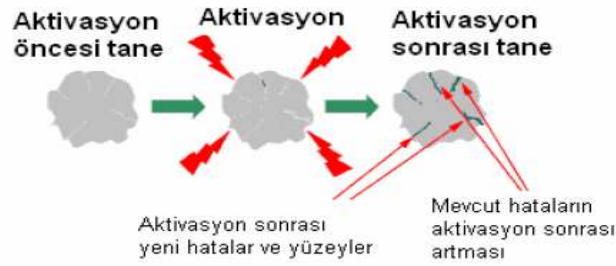 Aktivasyon
öncesi tane
Aktivasyon
Aktivasyon
sonrası tane
Aktivasyon sonrası
yeni hatalar ve yüzeyler
Mevcut hataların
aktivasyon sonrası
artması